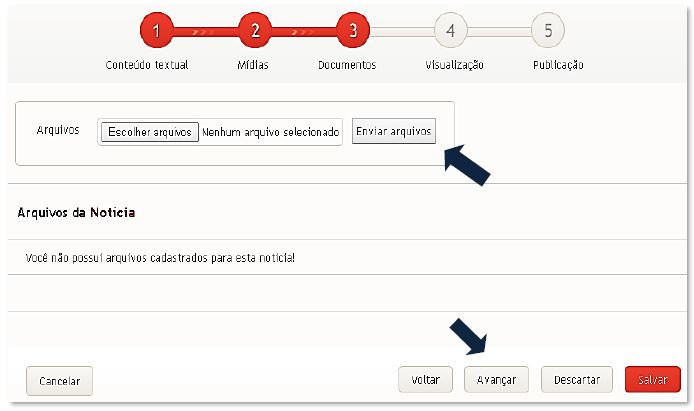 1 2 3 4 5
Conteúdo textual Mídias Documentos Visualização Publicação
Arquivos Escolher arquivos Nenhum arquivo selecionado Enviar arquivos
Arquivos da Notícia
Você não possui arquivos cadastrados para esta notícia!
Cancelar Voltar Avançar Descartar Salvar